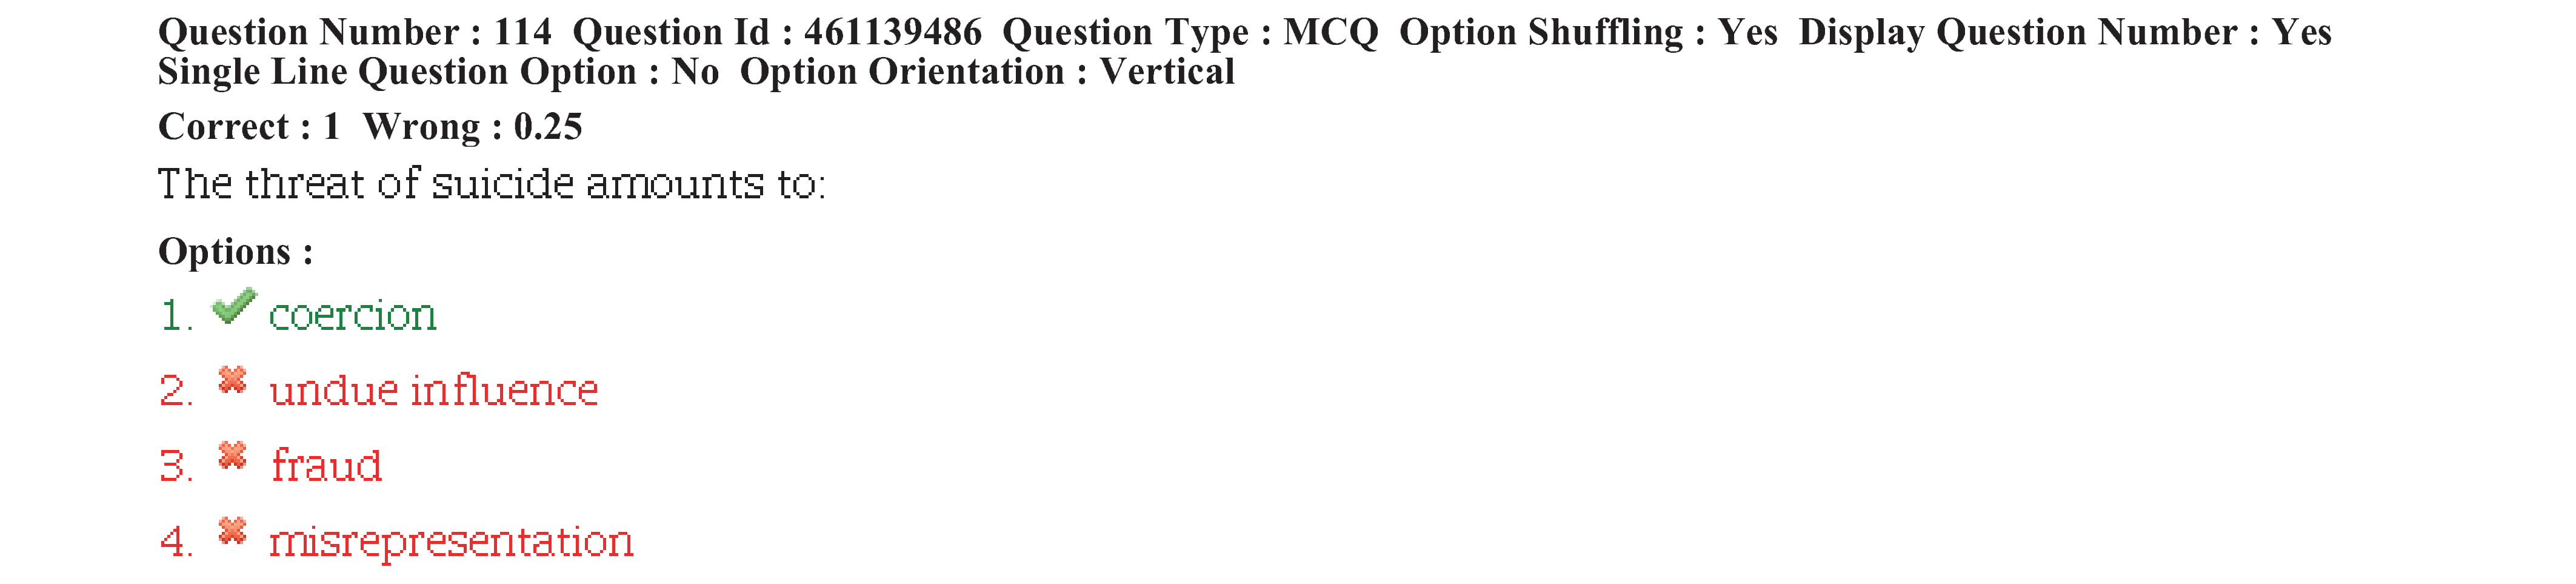 Question Number : 114 Question Id : 461139486 Question Type : MCQ Option Shuffling : Yes Display Question Number : Yes
Single Line Question Option : No Option Orientation : Vertical
Correct : 1 Wrong : 0.25
The threat of suicide amounts to:
Options :
1. coercion
2. undue influence
3. fraud
4. misrepresentation